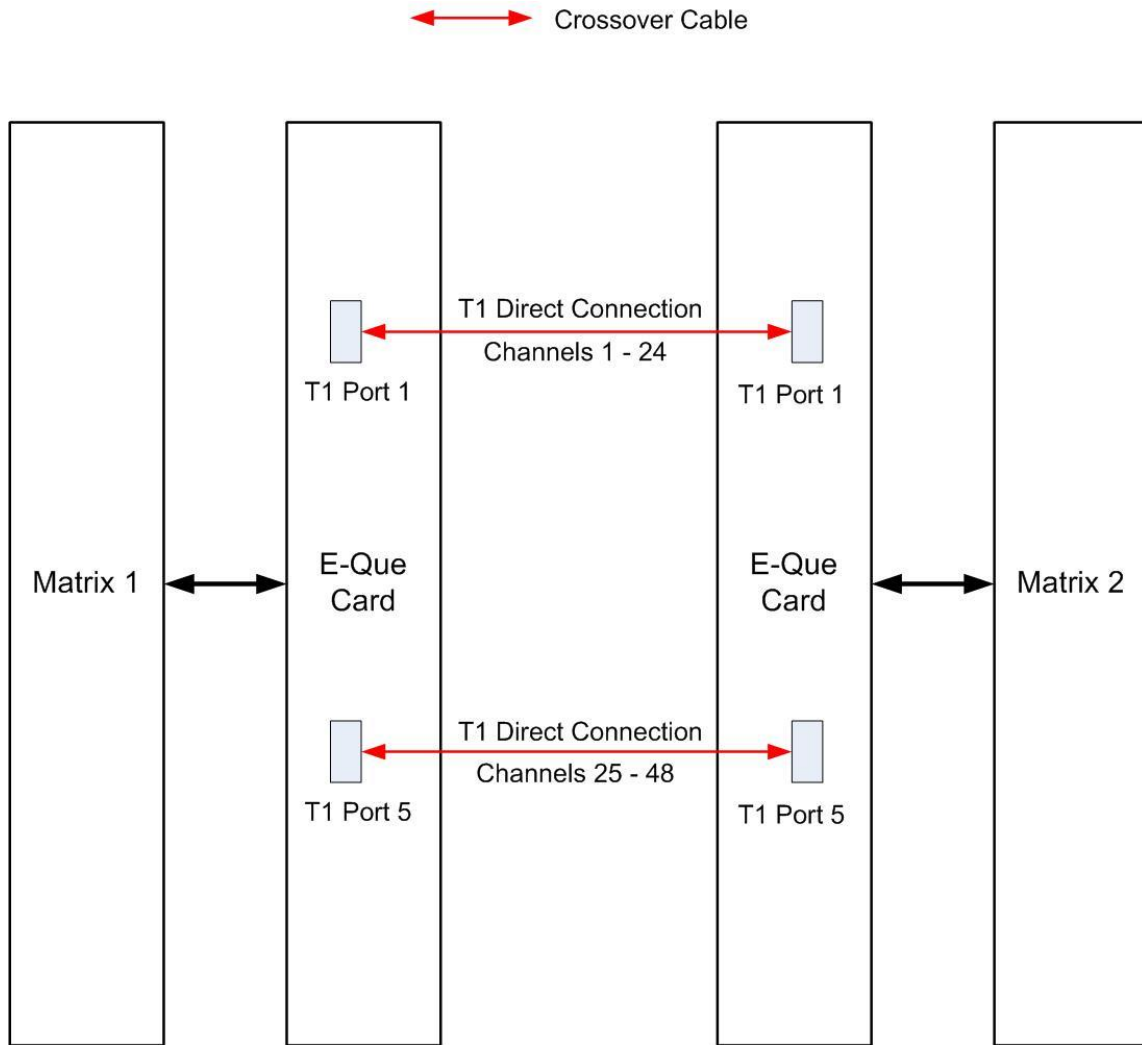 Crossover Cable
T1 Direct Connection
Channels 1 - 24
T1 Port 1
T1 Port 1
Matrix 1
E-Que
Card
E-Que
Card
Matrix 2
T1 Direct Connection
Channels 25 - 48
T1 Port 5
T1 Port 5